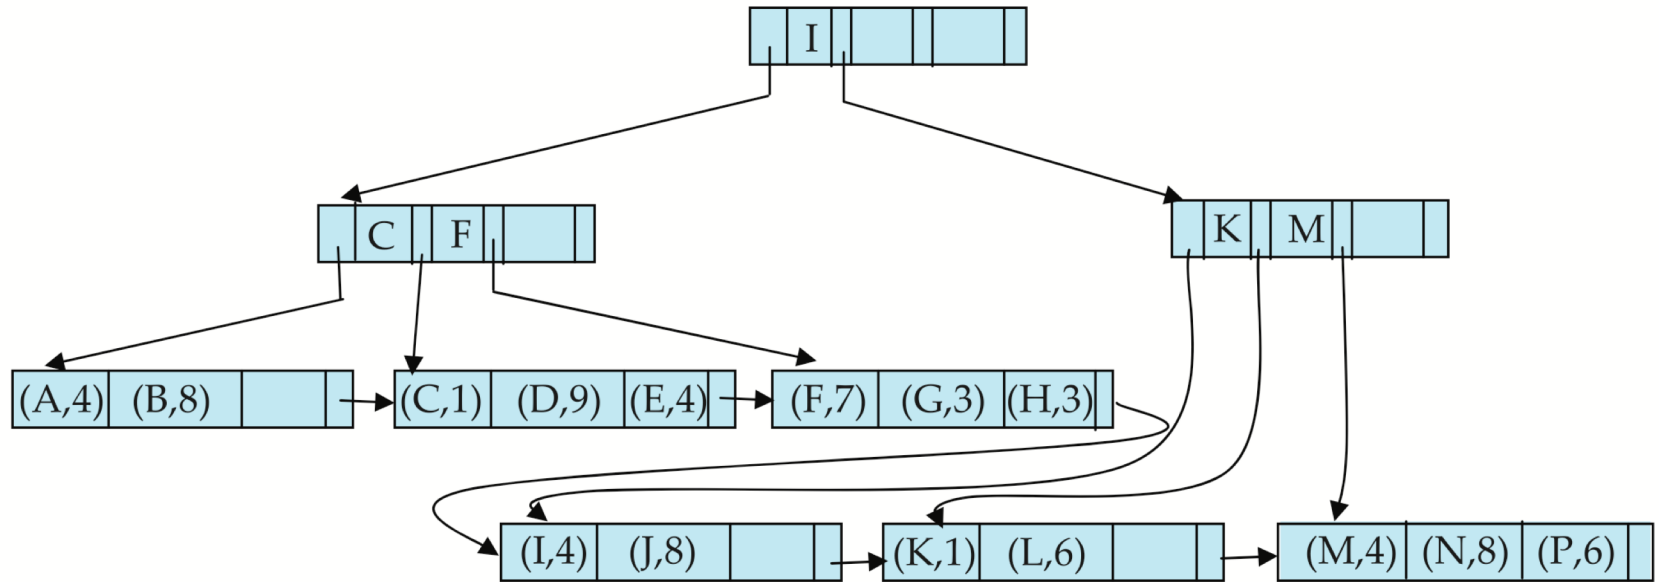 I
C F
K M
(A,4) (B,8)
(C,1) (D,9) (E,4)
(F,7) (G,3) (H,3)
(I,4) (J,8)
(K,1) (L,6)
(M,4) (N,8) (P,6)